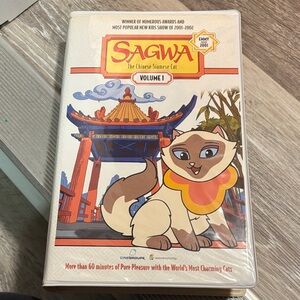 WINNER OF NUMEROUS AWARDS AND
MOST POPULAR NEW KIDS SHOW OF 2001-2002
SAGWA
The Chinese Siamese Cat
EMMY
2001
VOLUME I
CINÉGROUPE
More than 60 minutes of Pure Pleasure with the World's Most Charming Cats